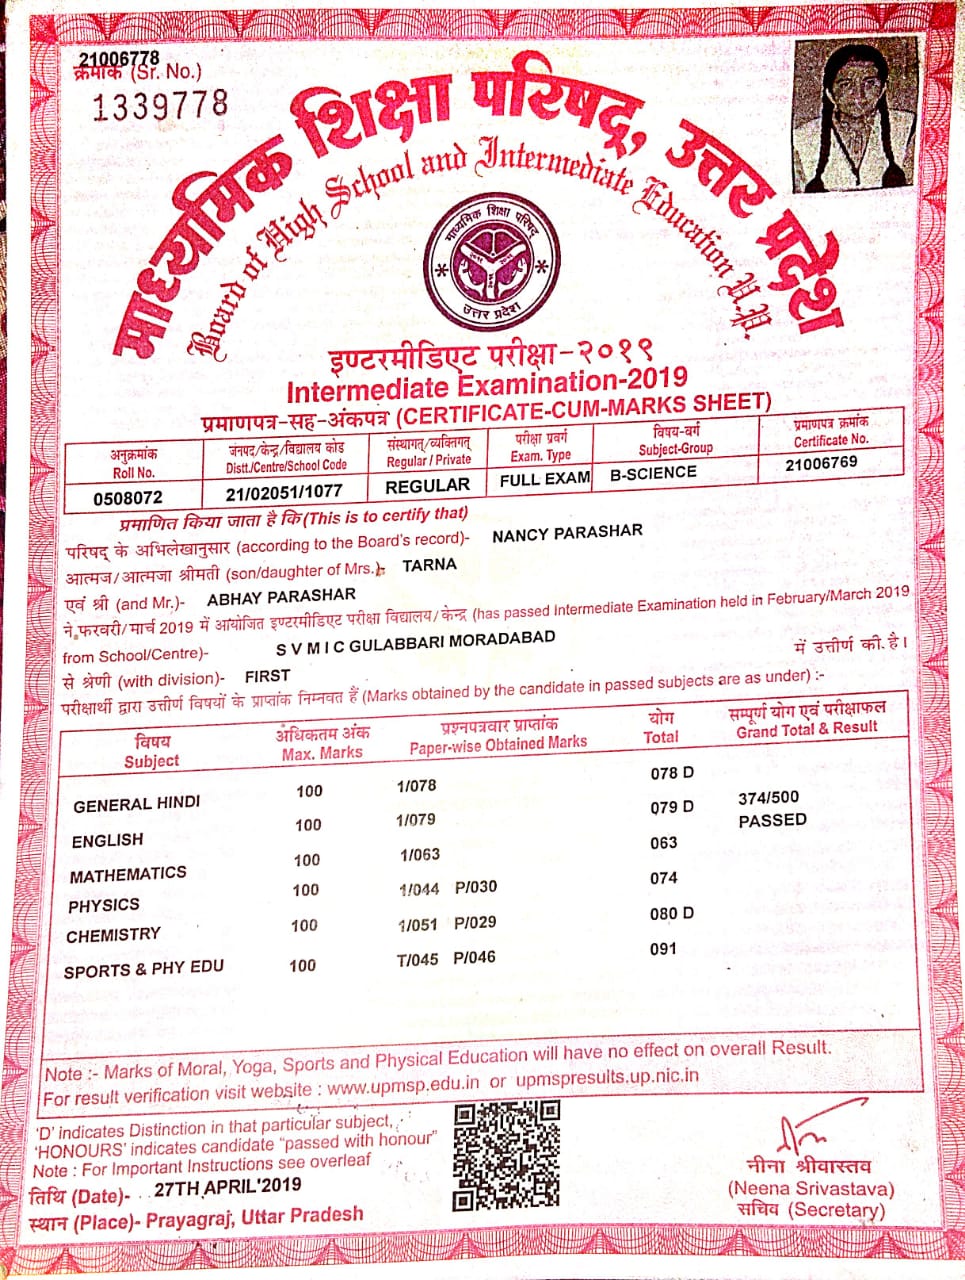 21006778
क्रमांक (Sr. No.)
1339778
माध्यमिक शिक्षा परिषद्, उत्तर प्रदेश
Board of High School and Intermediate Education U.P.
माध्यमिक शिक्षा परिषद
उत्तर प्रदेश
इण्टरमीडिएट परीक्षा-२०१९
Intermediate Examination-2019
प्रमाणपत्र-सह-अंकपत्र (CERTIFICATE-CUM-MARKS SHEET)
अनुक्रमांक जनपद/केन्द्र/विद्यालय कोड संस्थागत/व्यक्तिगत परीक्षा प्रवर्ग विषय-वर्ग प्रमाणपत्र क्रमांक
Roll No. Distt./Centre/School Code Regular / Private Exam. Type Subject-Group Certificate No.
0508072 21/02051/1077 REGULAR FULL EXAM B-SCIENCE 21006769
प्रमाणित किया जाता है कि (This is to certify that)
परिषद् के अभिलेखानुसार (according to the Board's record)- NANCY PARASHAR
आत्मज/आत्मजा श्रीमती (son/daughter of Mrs.)- TARNA
एवं श्री (and Mr.)- ABHAY PARASHAR
ने फरवरी/मार्च 2019 में आयोजित इण्टरमीडिएट परीक्षा विद्यालय/केन्द्र (has passed Intermediate Examination held in February/March 2019
from School/Centre)- S V M I C GULABBARI MORADABAD में उत्तीर्ण की है।
से श्रेणी (with division)- FIRST
परीक्षार्थी द्वारा उत्तीर्ण विषयों के प्राप्तांक निम्नवत हैं (Marks obtained by the candidate in passed subjects are as under) :-
विषय अधिकतम अंक प्रश्नपत्रवार प्राप्तांक योग सम्पूर्ण योग एवं परीक्षाफल
Subject Max. Marks Paper-wise Obtained Marks Total Grand Total & Result
GENERAL HINDI 100 1/078 078 D 374/500
ENGLISH 100 1/079 079 D PASSED
MATHEMATICS 100 1/063 063
PHYSICS 100 1/044 P/030 074
CHEMISTRY 100 1/051 P/029 080 D
SPORTS & PHY EDU 100 T/045 P/046 091
Note :- Marks of Moral, Yoga, Sports and Physical Education will have no effect on overall Result.
For result verification visit website : www.upmsp.edu.in or upmspresults.up.nic.in
'D' indicates Distinction in that particular subject,
'HONOURS' indicates candidate "passed with honour"
Note : For Important Instructions see overleaf
तिथि (Date)- 27TH APRIL'2019
स्थान (Place)- Prayagraj, Uttar Pradesh
नीना श्रीवास्तव
(Neena Srivastava)
सचिव (Secretary)